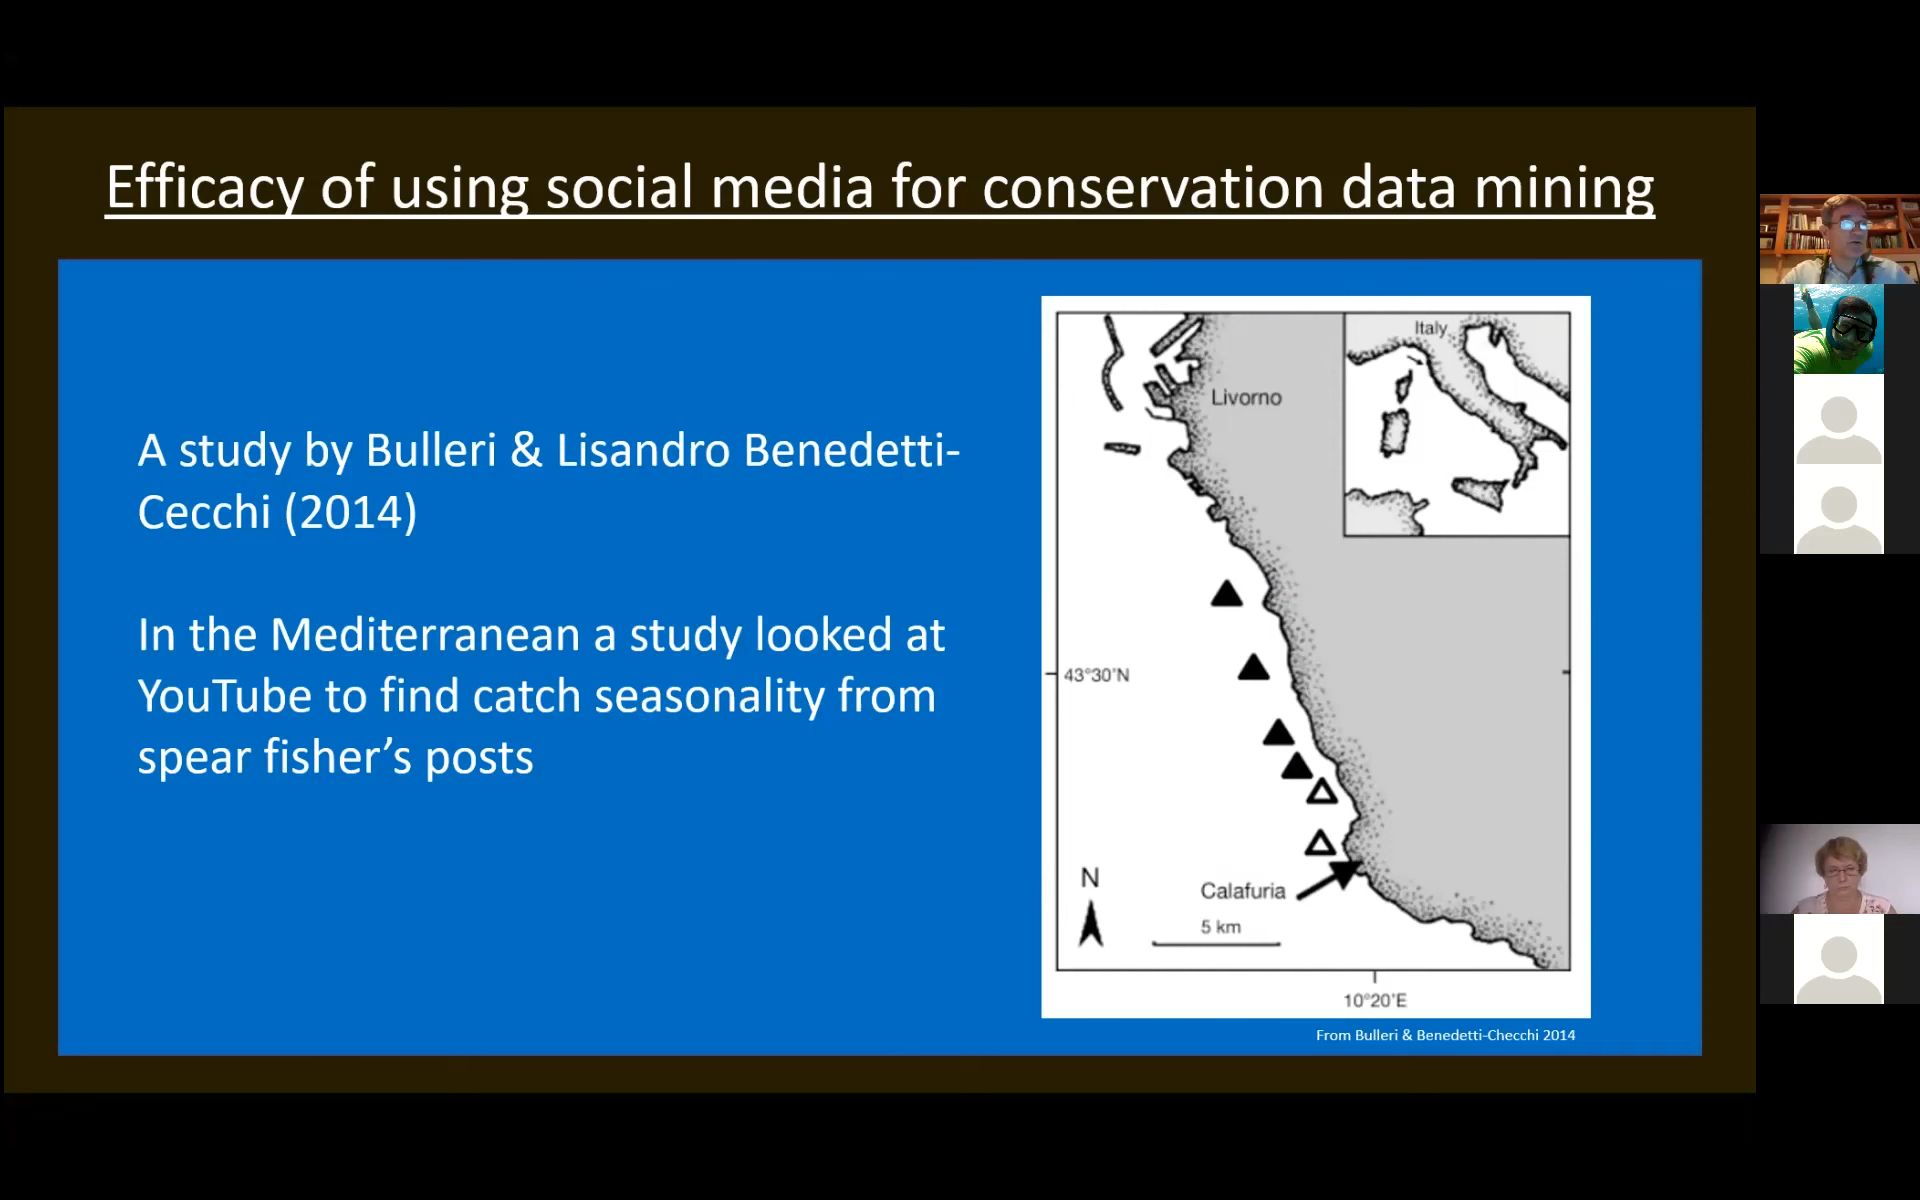 Efficacy of using social media for conservation data mining
A study by Bulleri & Lisandro Benedetti-
Cecchi (2014)
In the Mediterranean a study looked at
YouTube to find catch seasonality from
spear fisher’s posts
Italy
Livorno
43°30'N
N
Calafuria
5 km
10°20'E
From Bulleri & Benedetti-Checchi 2014